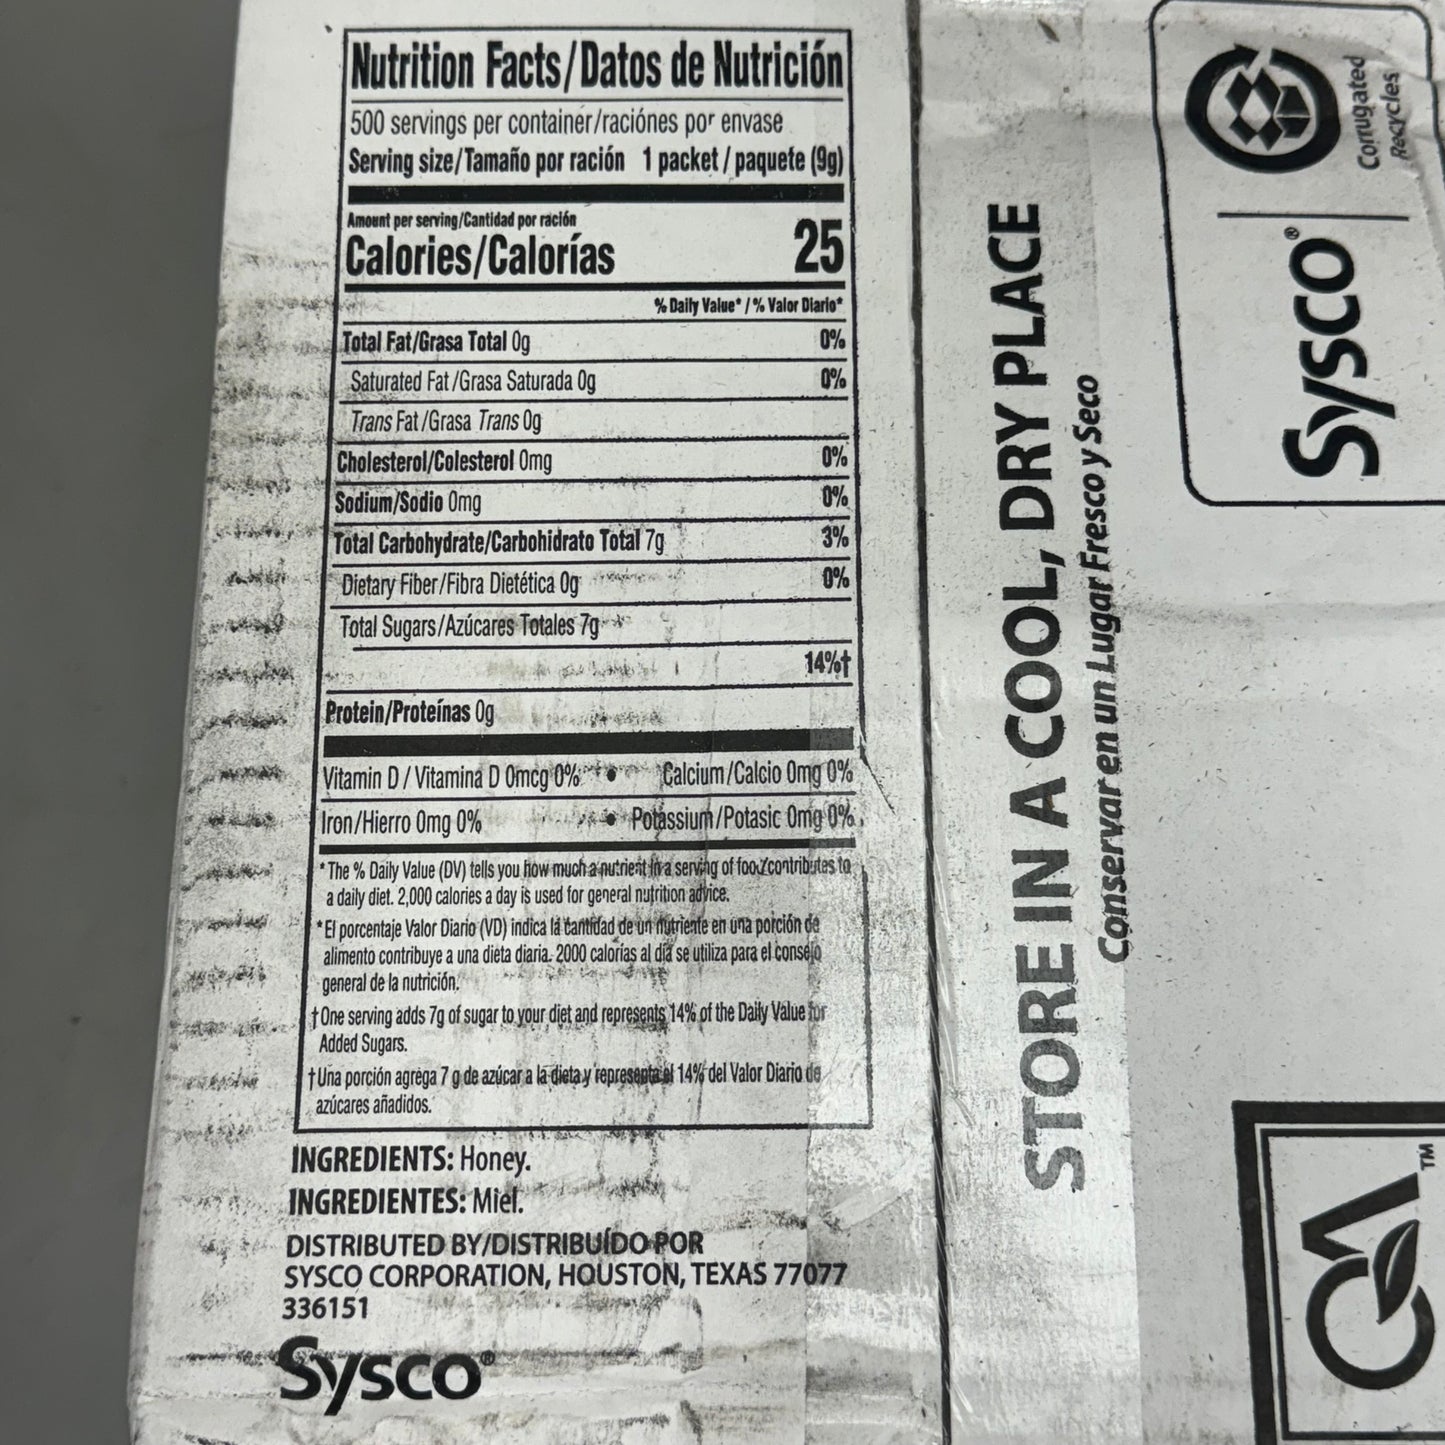 Nutrition Facts/Datos de Nutrición
500 servings per container/raciónes por envase
Serving size/Tamaño por ración 1 packet / paquete (9g)
Amount per serving/Cantidad por ración
Calories/Calorías 25
% Daily Value* / % Valor Diario*
Total Fat/Grasa Total 0g 0%
Saturated Fat/Grasa Saturada 0g 0%
Trans Fat/Grasa Trans 0g
Cholesterol/Colesterol 0mg 0%
Sodium/Sodio 0mg 0%
Total Carbohydrate/Carbohidrato Total 7g 3%
Dietary Fiber/Fibra Dietética 0g 0%
Total Sugars/Azúcares Totales 7g
14%†
Protein/Proteínas 0g
Vitamin D / Vitamina D 0mcg 0% • Calcium/Calcio 0mg 0%
Iron/Hierro 0mg 0% • Potassium/Potasic 0mg 0%
* The % Daily Value (DV) tells you how much a nutrient in a serving of food contributes to
a daily diet. 2,000 calories a day is used for general nutrition advice.
* El porcentaje Valor Diario (VD) indica la cantidad de un nutriente en una porción de
alimento contribuye a una dieta diaria. 2000 calorías al día se utiliza para el consejo
general de la nutrición.
† One serving adds 7g of sugar to your diet and represents 14% of the Daily Value for
Added Sugars.
† Una porción agrega 7 g de azúcar a la dieta y representa el 14% del Valor Diario de
azúcares añadidos.
INGREDIENTS: Honey.
INGREDIENTES: Miel.
DISTRIBUTED BY/DISTRIBUÍDO POR
SYSCO CORPORATION, HOUSTON, TEXAS 77077
336151
Sysco®
STORE IN A COOL, DRY PLACE
Conservar en un Lugar Fresco y Seco
Corrugated
Recycles
Sysco®
QA™